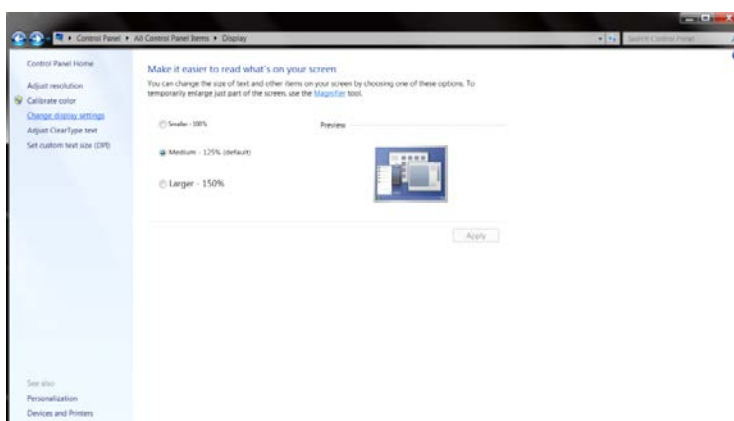 Control Panel ▸ All Control Panel Items ▸ Display
Search Control Panel
Control Panel Home
Adjust resolution
Calibrate color
Change display settings
Adjust ClearType text
Set custom text size (DPI)
Make it easier to read what's on your screen
You can change the size of text and other items on your screen by choosing one of these options. To
temporarily enlarge just part of the screen, use the Magnifier tool.
Smaller - 100%
Preview
Medium - 125% (default)
Larger - 150%
Apply
See also
Personalization
Devices and Printers